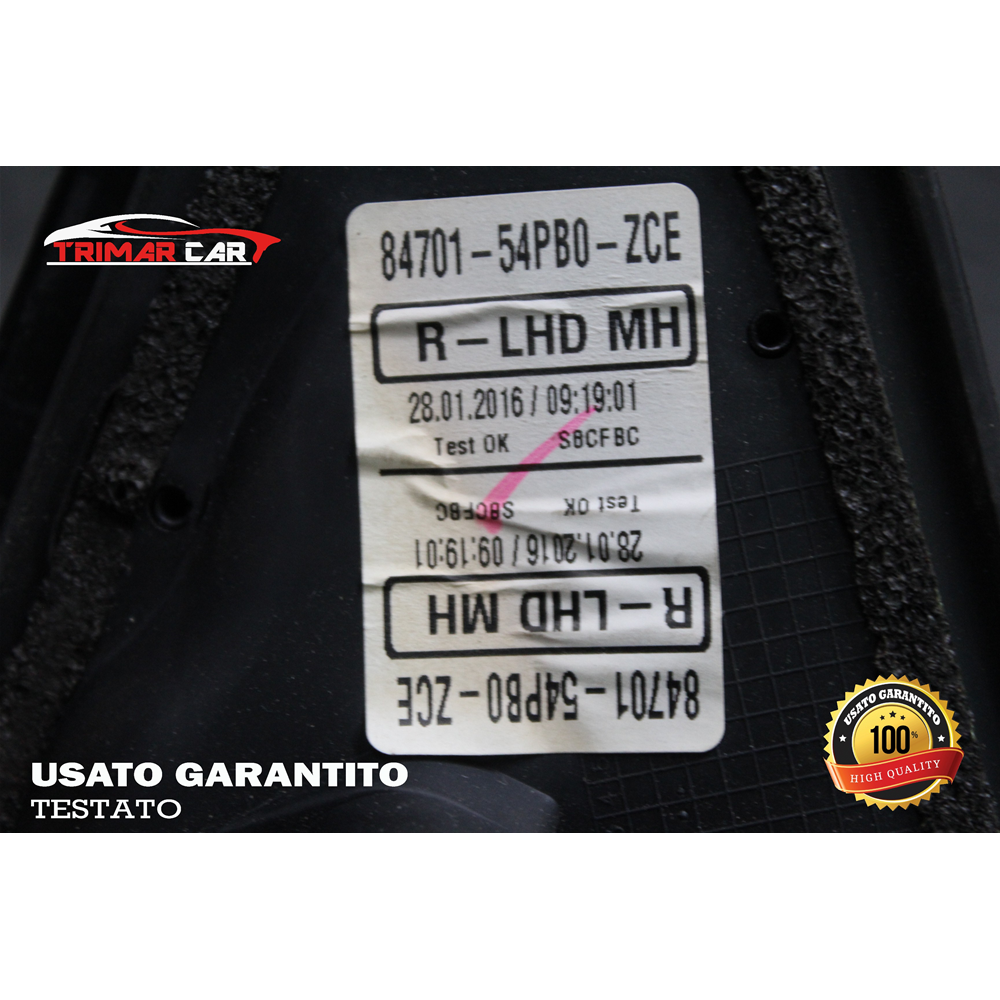 TRIMAR CAR
84701-54PB0-ZCE
R-LHD MH
28.01.2016 / 09:19:01
Test OK SBCFBC
Test OK SBCFBC
28.01.2016 / 09:19:01
R-LHD MH
84701-54PB0-ZCE
USATO GARANTITO
100%
HIGH QUALITY
USATO GARANTITO
TESTATO